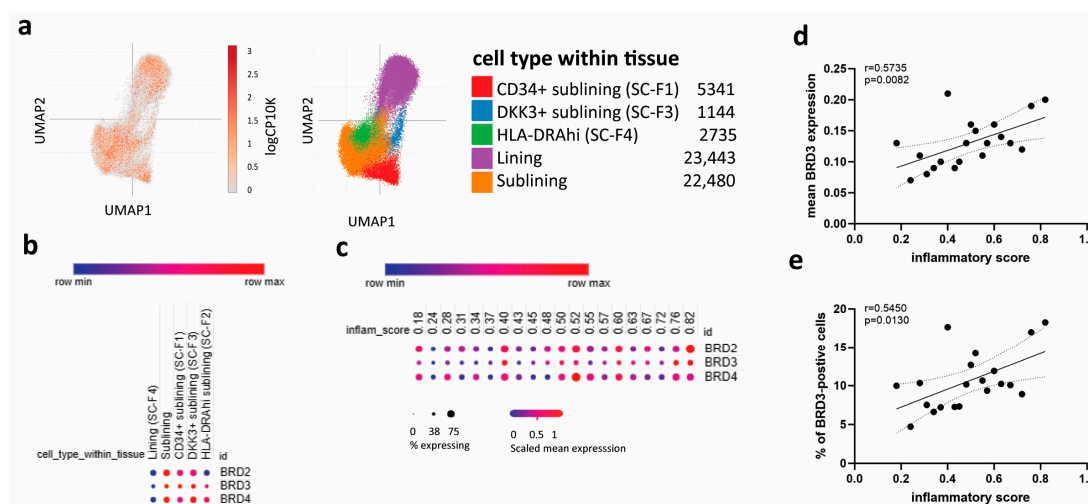 a
UMAP2
UMAP1
3
2.5
2
1.5
1
0.5
0
logCP10K
UMAP2
UMAP1
cell type within tissue
CD34+ sublining (SC-F1) 5341
DKK3+ sublining (SC-F3) 1144
HLA-DRAhi (SC-F4) 2735
Lining 23,443
Sublining 22,480
b
row min row max
Lining (SC-F4)
Sublining
CD34+ sublining (SC-F1)
DKK3+ sublining (SC-F3)
HLA-DRAhi sublining (SC-F2)
cell_type_within_tissue id
BRD2
BRD3
BRD4
c
row min row max
inflam_score 0.18 0.24 0.28 0.31 0.34 0.37 0.40 0.43 0.45 0.48 0.50 0.52 0.55 0.57 0.60 0.63 0.67 0.72 0.76 0.82 id
BRD2
BRD3
BRD4
0 38 75
% expressing
0 0.5 1
Scaled mean expresssion
d
r=0.5735
p=0.0082
mean BRD3 expression
0.25
0.20
0.15
0.10
0.05
0.00
0.0 0.2 0.4 0.6 0.8
inflammatory score
e
r=0.5450
p=0.0130
% of BRD3-postive cells
20
15
10
5
0
0.0 0.2 0.4 0.6 0.8
inflammatory score